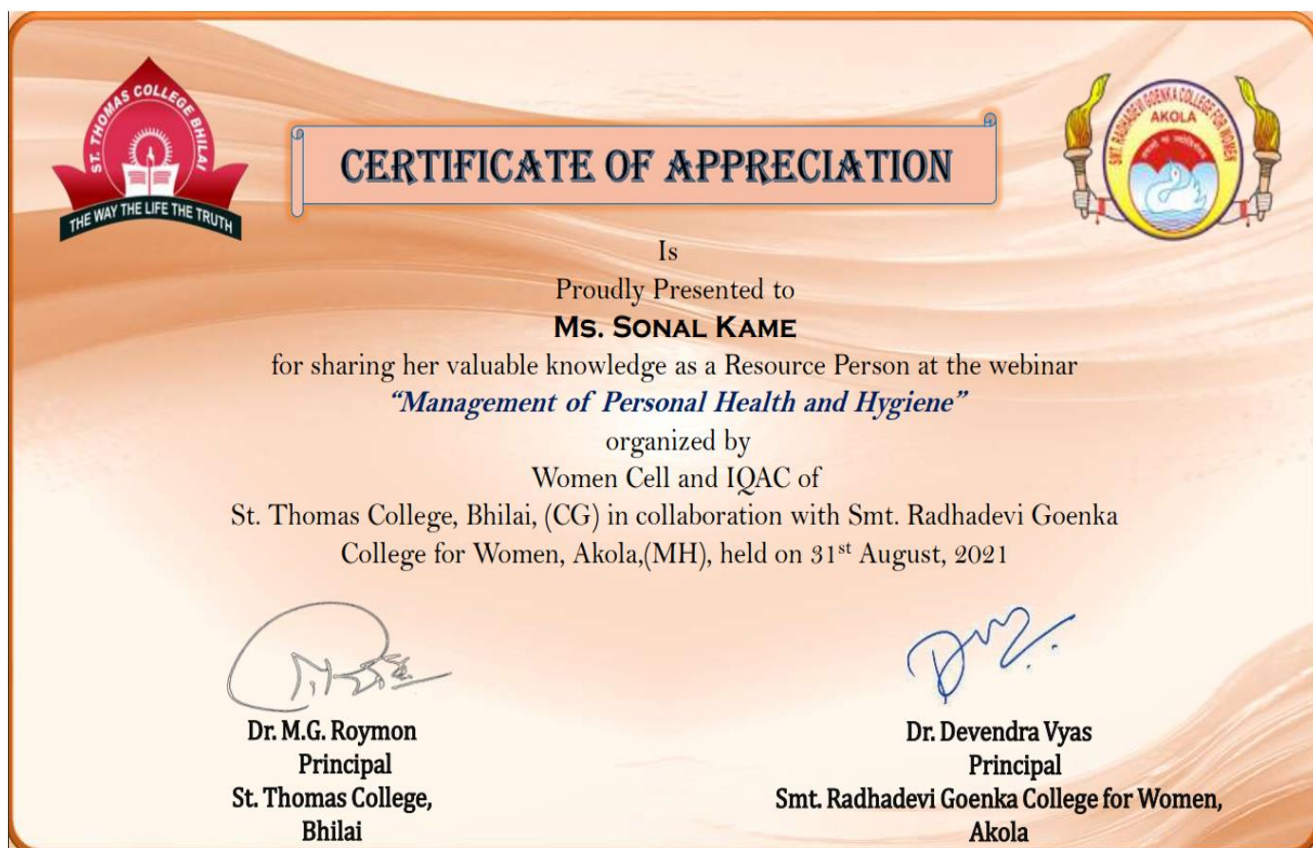 ST. THOMAS COLLEGE BHILAI
THE WAY THE LIFE THE TRUTH
CERTIFICATE OF APPRECIATION
SMT. RADHADEVI GOENKA COLLEGE FOR WOMEN
AKOLA
Is
Proudly Presented to
MS. SONAL KAME
for sharing her valuable knowledge as a Resource Person at the webinar
“Management of Personal Health and Hygiene”
organized by
Women Cell and IQAC of
St. Thomas College, Bhilai, (CG) in collaboration with Smt. Radhadevi Goenka
College for Women, Akola,(MH), held on 31st August, 2021
Dr. M.G. Roymon
Principal
St. Thomas College,
Bhilai
Dr. Devendra Vyas
Principal
Smt. Radhadevi Goenka College for Women,
Akola